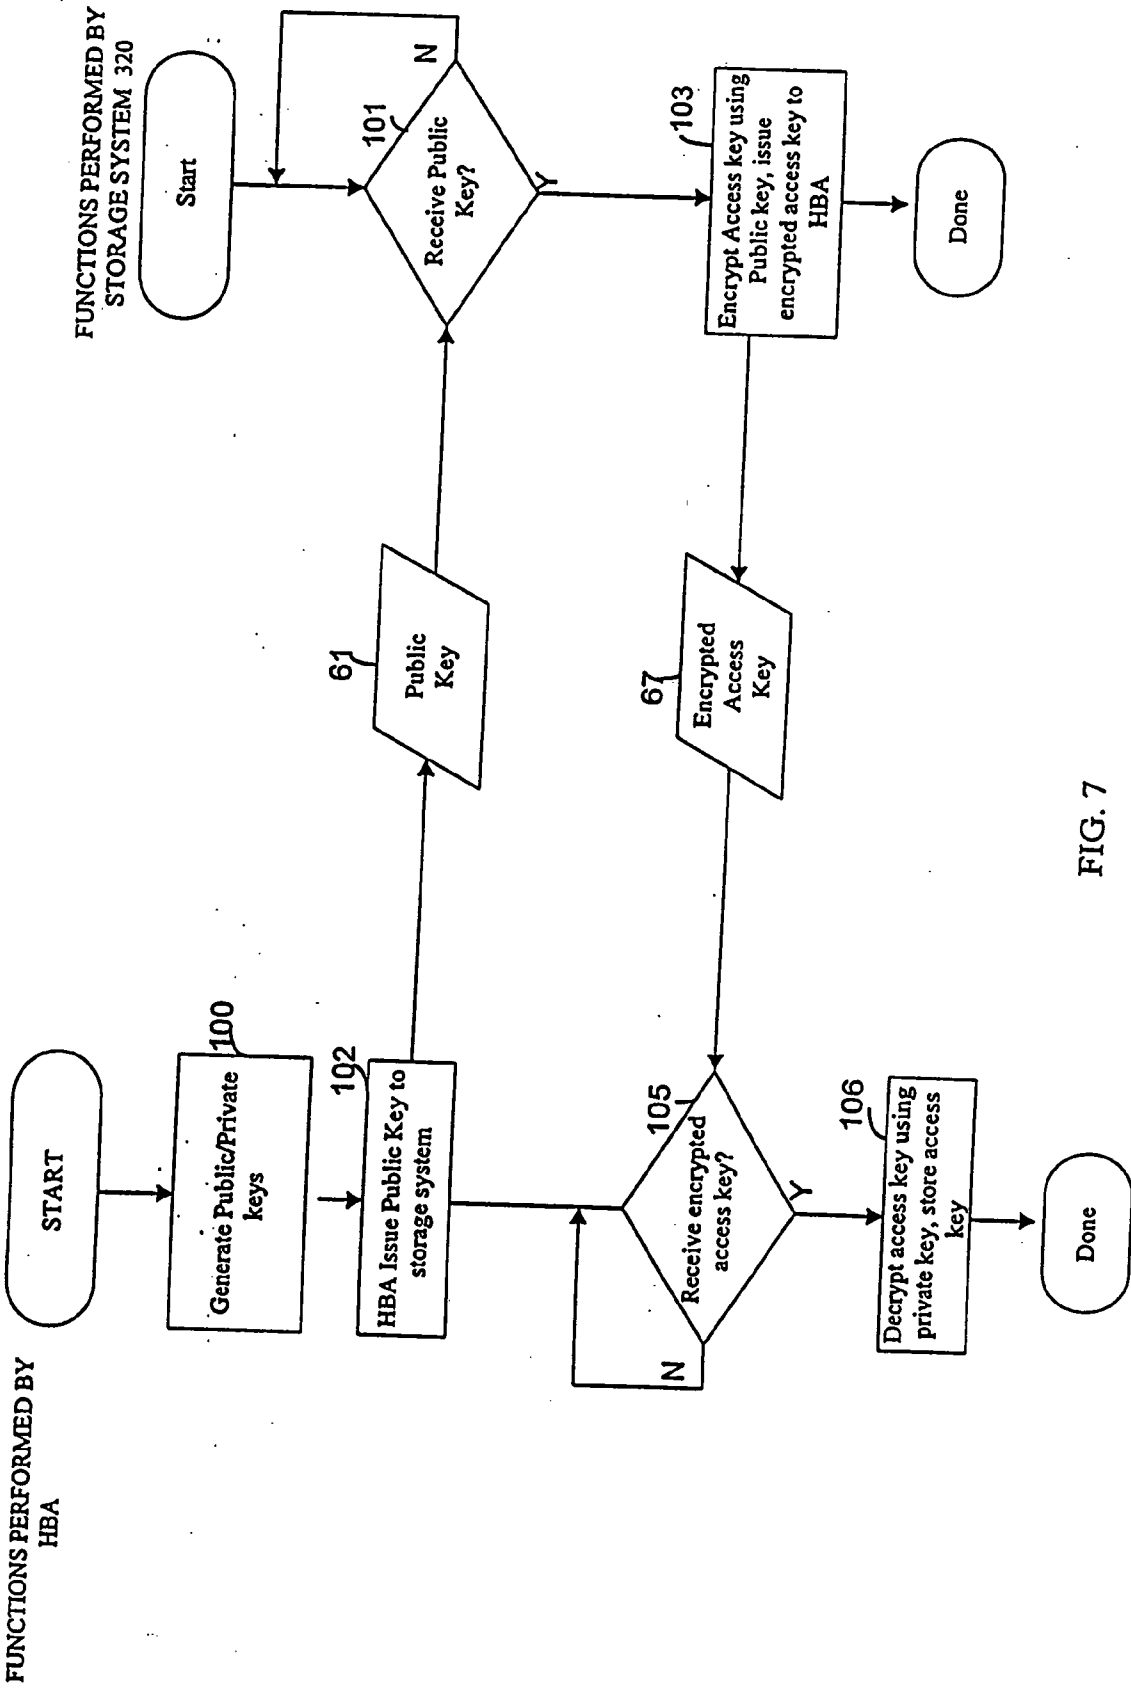 FUNCTIONS PERFORMED BY
HBA
START
100
Generate Public/Private
keys
102
HBA Issue Public Key to
storage system
105
Receive encrypted
access key?
N
Y
106
Decrypt access key using
private key, store access
key
Done
61
Public
Key
67
Encrypted
Access
Key
FUNCTIONS PERFORMED BY
STORAGE SYSTEM 320
Start
101
Receive Public
Key?
N
Y
103
Encrypt Access key using
Public key, issue
encrypted access key to
HBA
Done
FIG. 7